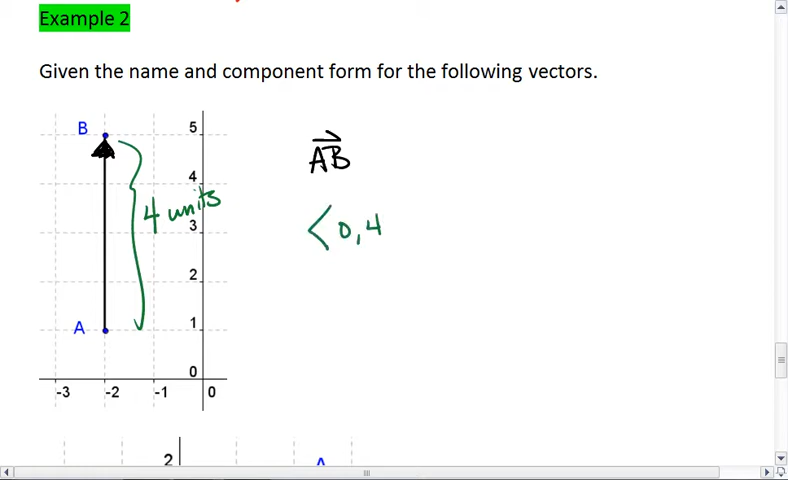 Example 2
Given the name and component form for the following vectors.
B
5
AB
4
4 units
<0,4
3
2
A
1
0
-3 -2 -1 0
2
A